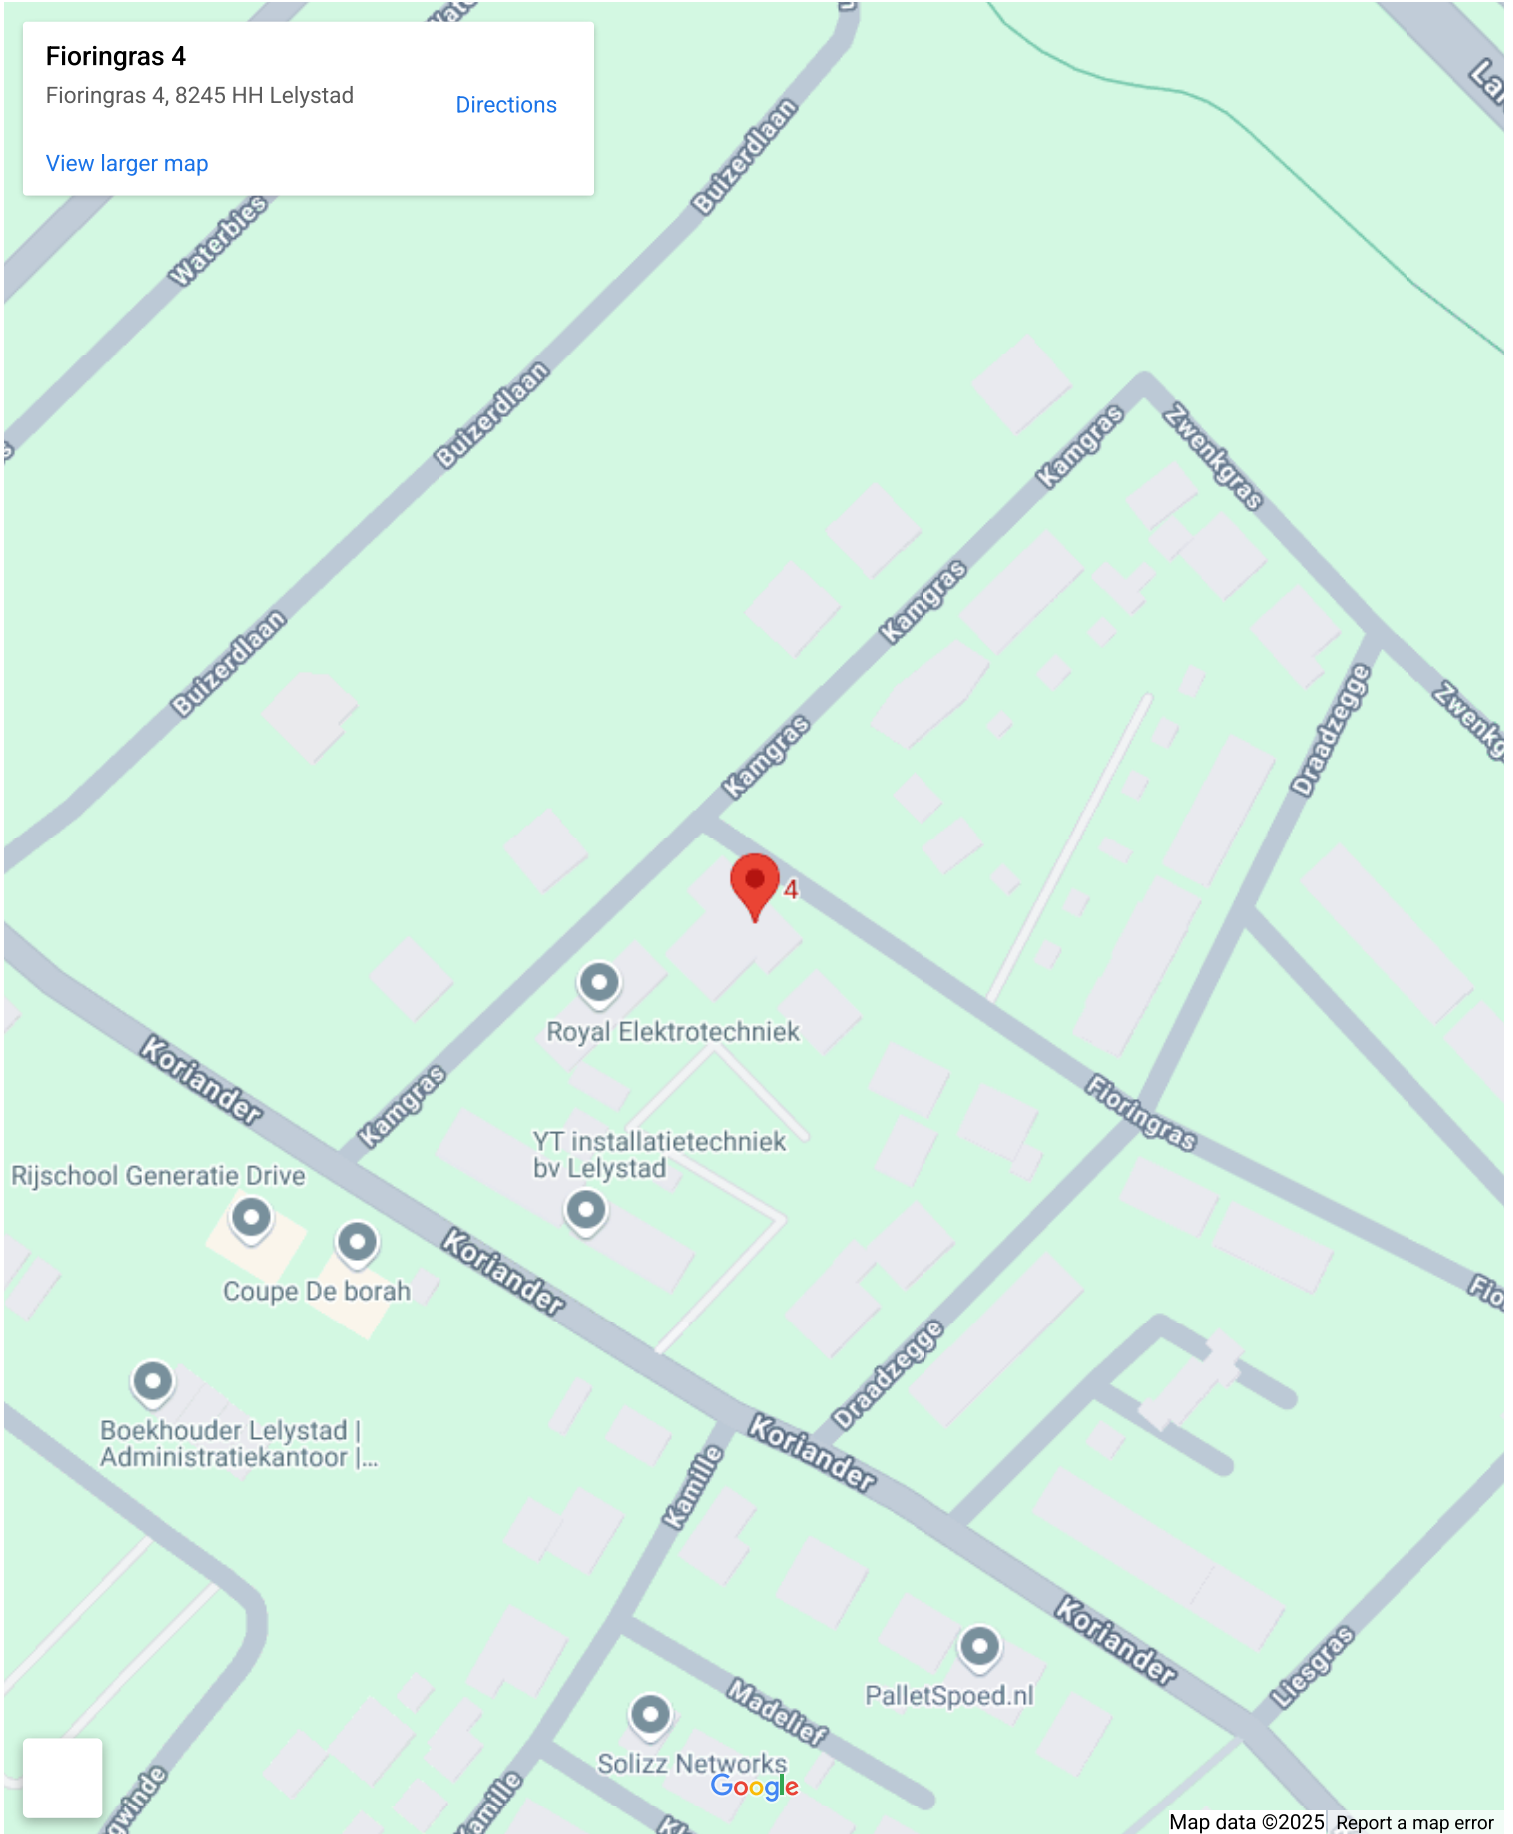 Fioringras 4
Fioringras 4, 8245 HH Lelystad
Directions
View larger map
Waterbies
Buizerdlaan
Buizerdlaan
Buizerdlaan
Kamgras
Zwenkgras
Kamgras
Draadzegge
Kamgras
4
Royal Elektrotechniek
Koriander
Kamgras
Fioringras
YT installatietechniek
bv Lelystad
Rijschool Generatie Drive
Coupe De borah
Koriander
Draadzegge
Boekhouder Lelystad |
Administratiekantoor |...
Koriander
Kamille
Koriander
Liesgras
PalletSpoed.nl
Madelief
Solizz Networks
Google
Map data ©2025
Report a map error